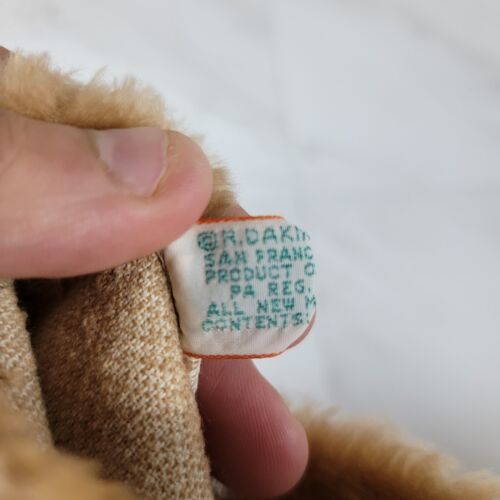 © R. DAKIN
SAN FRANC
PRODUCT O
PA REG.
ALL NEW M
CONTENTS: